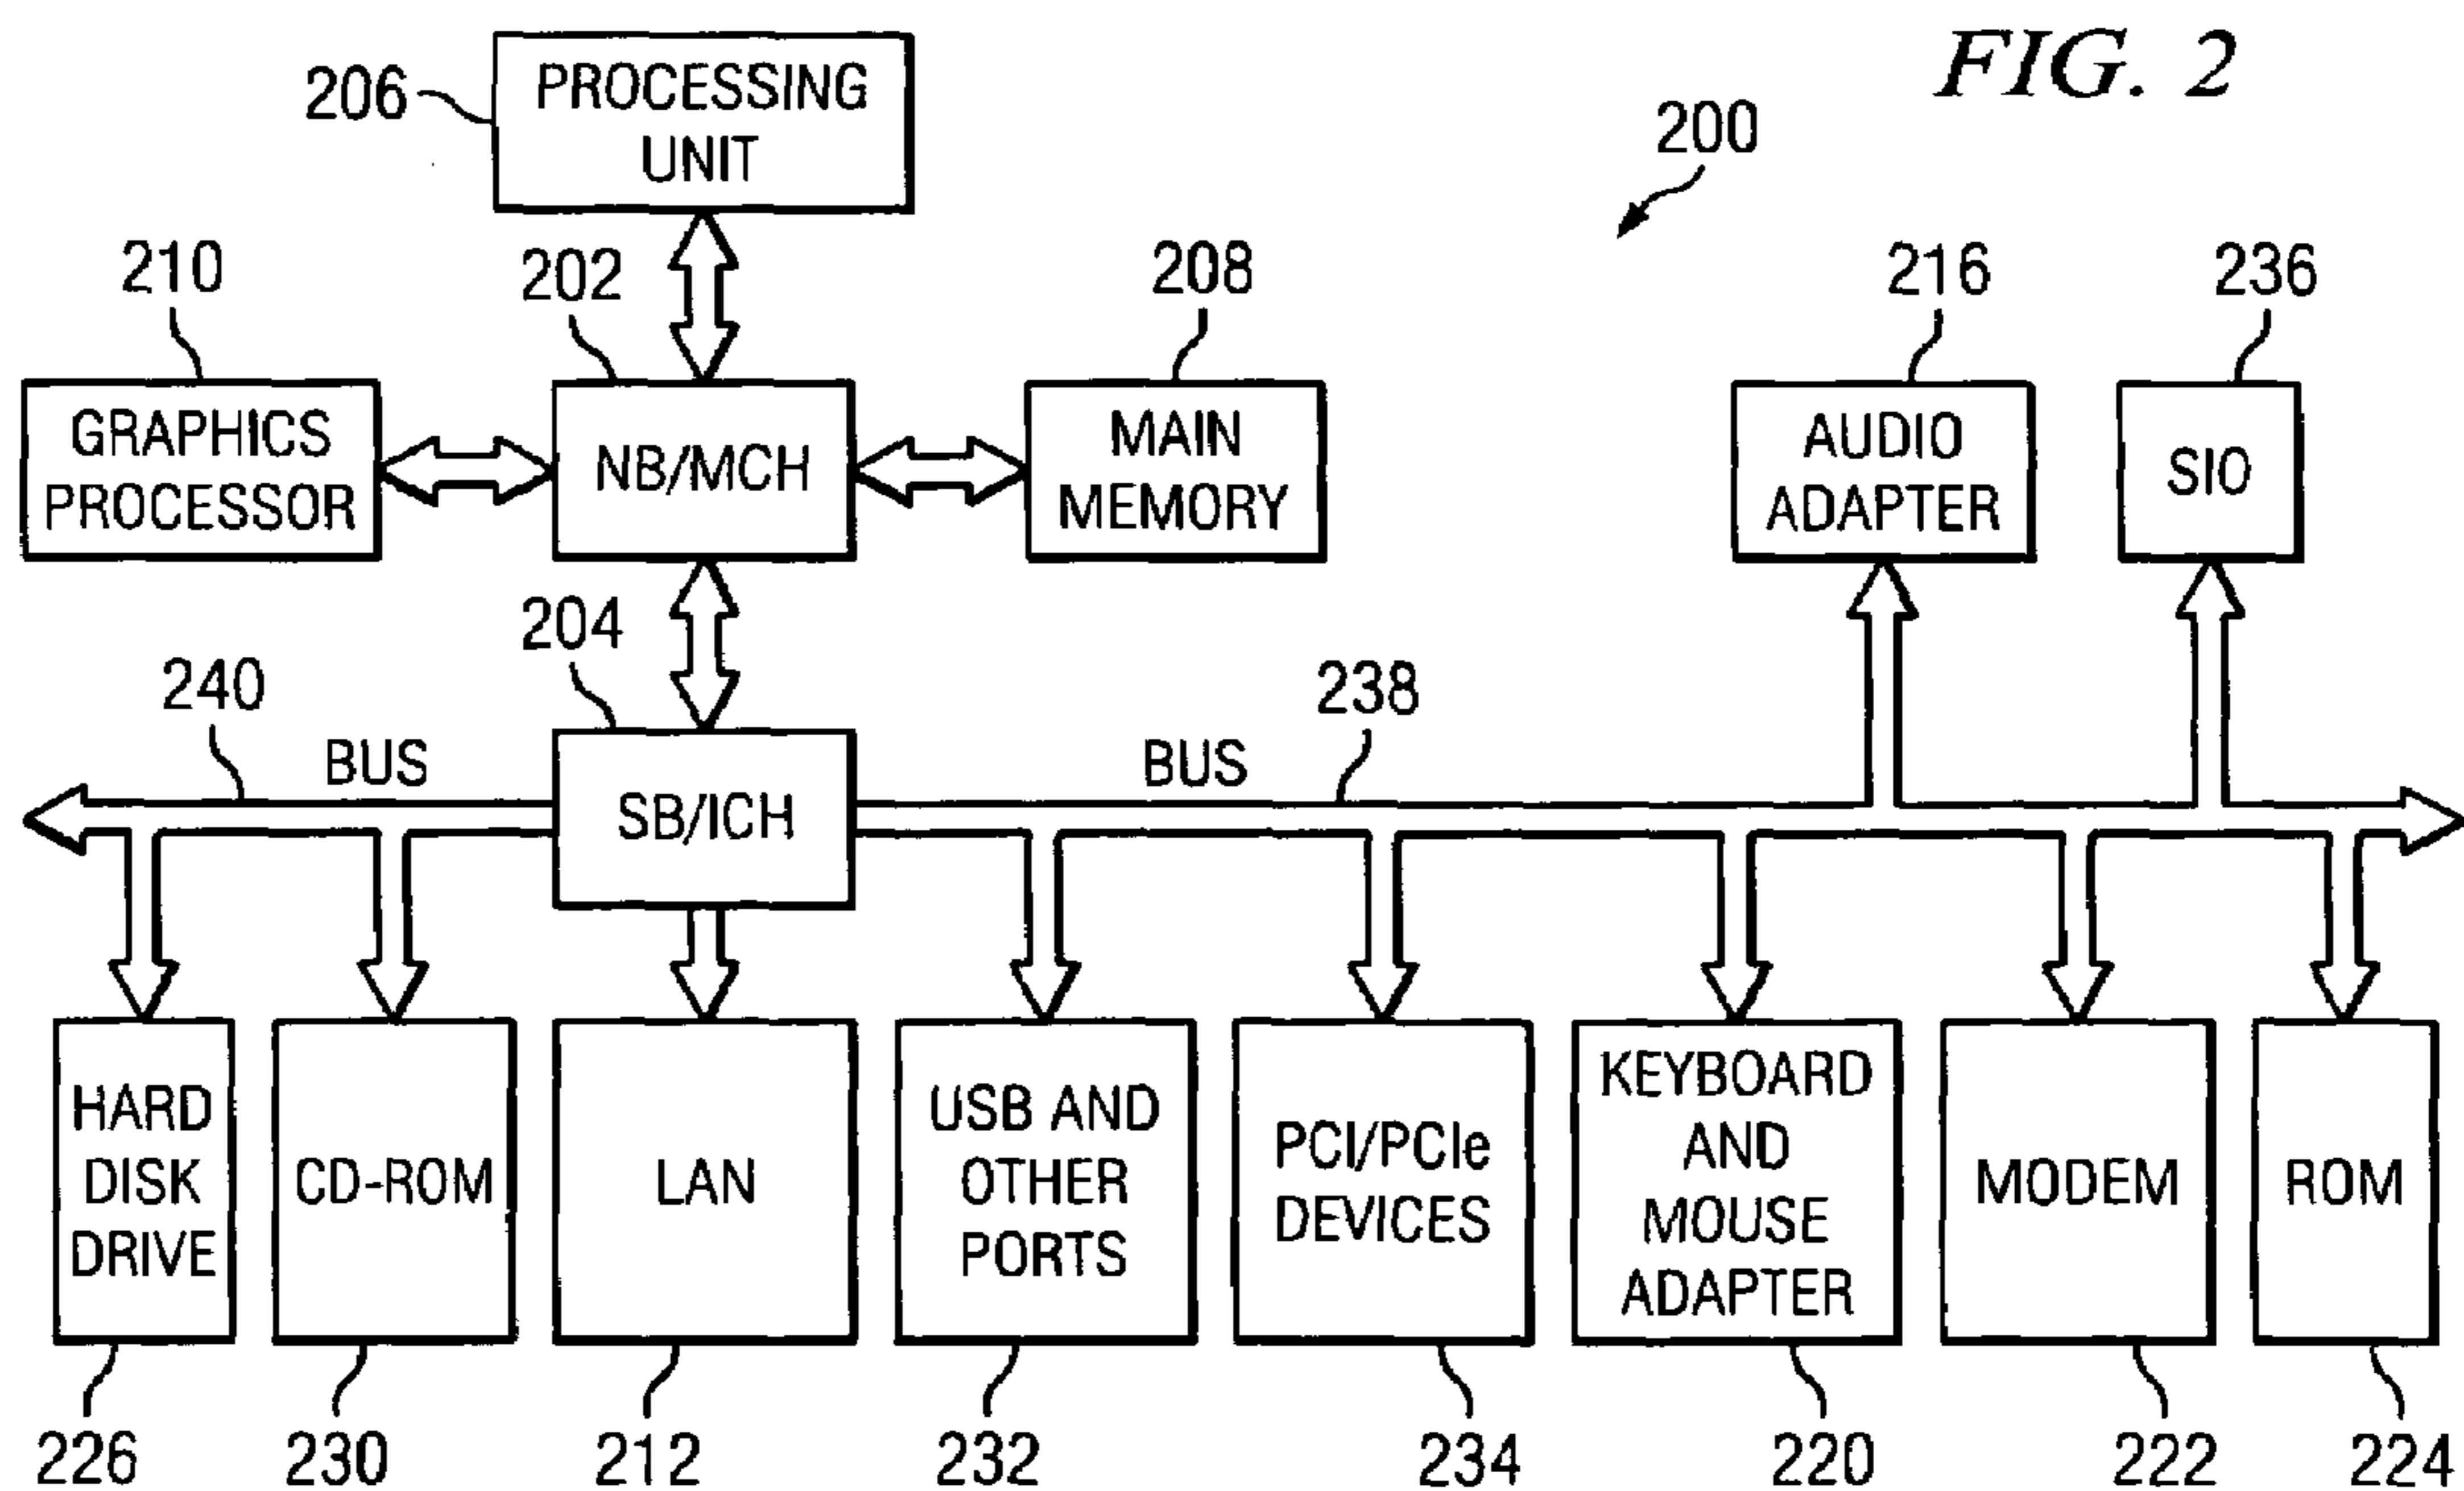 FIG. 2
200
206
PROCESSING
UNIT
210
202
208
216
236
GRAPHICS
PROCESSOR
NB/MCH
MAIN
MEMORY
AUDIO
ADAPTER
SIO
204
240
238
BUS
SB/ICH
BUS
HARD
DISK
DRIVE
CD-ROM
LAN
USB AND
OTHER
PORTS
PCI/PCIe
DEVICES
KEYBOARD
AND
MOUSE
ADAPTER
MODEM
ROM
226
230
212
232
234
220
222
224